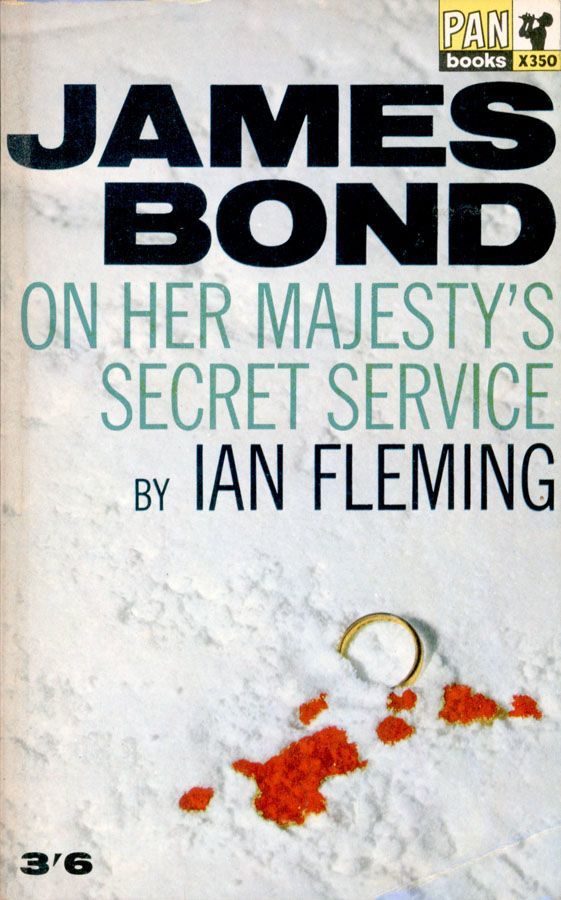 PAN
books X350
JAMES
BOND
ON HER MAJESTY'S
SECRET SERVICE
BY IAN FLEMING
3'6